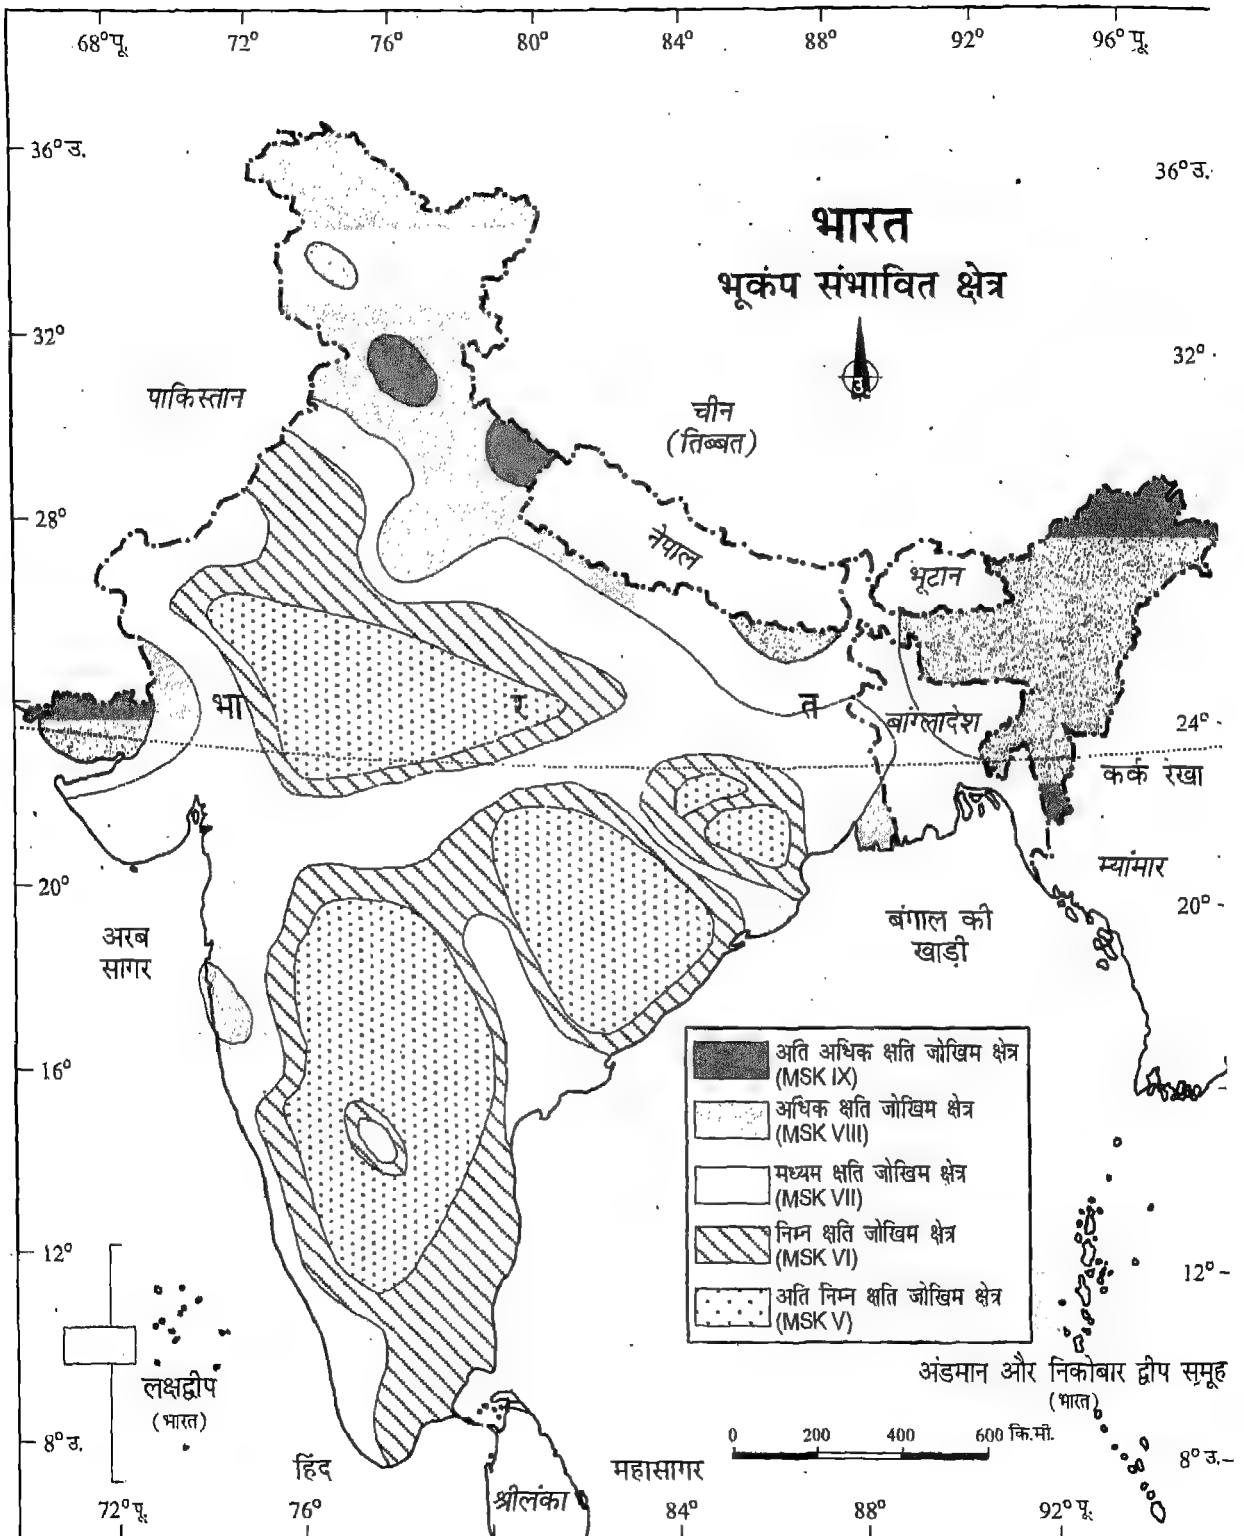 68°पू.
72°
76°
80°
84°
88°
92°
96° पू.
36° उ.
36° उ.
भारत
भूकंप संभावित क्षेत्र
32°
32°
उ
पाकिस्तान
चीन
(तिब्बत)
28°
नेपाल
भूटान
भा
र
त
बांग्लादेश
24°
कर्क रेखा
म्यांमार
20°
20°
अरब
सागर
बंगाल की
खाड़ी
16°
अति अधिक क्षति जोखिम क्षेत्र
(MSK IX)
अधिक क्षति जोखिम क्षेत्र
(MSK VIII)
मध्यम क्षति जोखिम क्षेत्र
(MSK VII)
निम्न क्षति जोखिम क्षेत्र
(MSK VI)
अति निम्न क्षति जोखिम क्षेत्र
(MSK V)
12°
12°
लक्षद्वीप
(भारत)
अंडमान और निकोबार द्वीप समूह
(भारत)
0 200 400 600 कि.मी.
8° उ.
8° उ.
हिंद
महासागर
श्रीलंका
72° पू.
76°
84°
88°
92° पू.